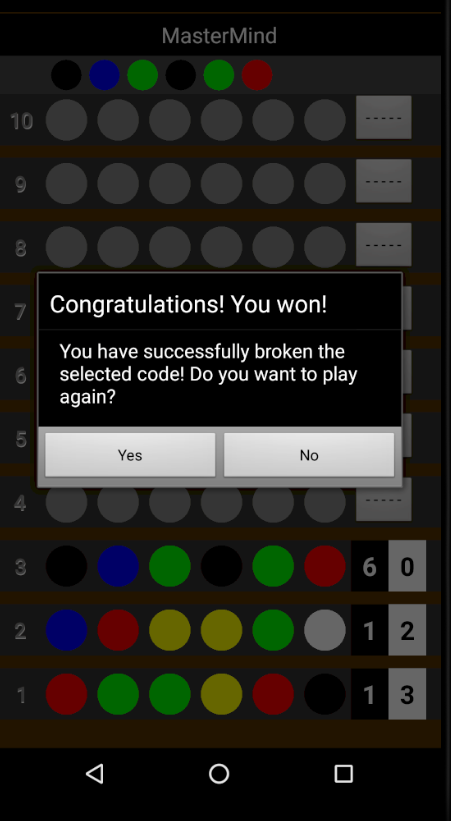 MasterMind
10 -----
9 -----
8 -----
7
Congratulations! You won!
You have successfully broken the
selected code! Do you want to play
again?
6
5
Yes No
4 -----
3 6 0
2 1 2
1 1 3